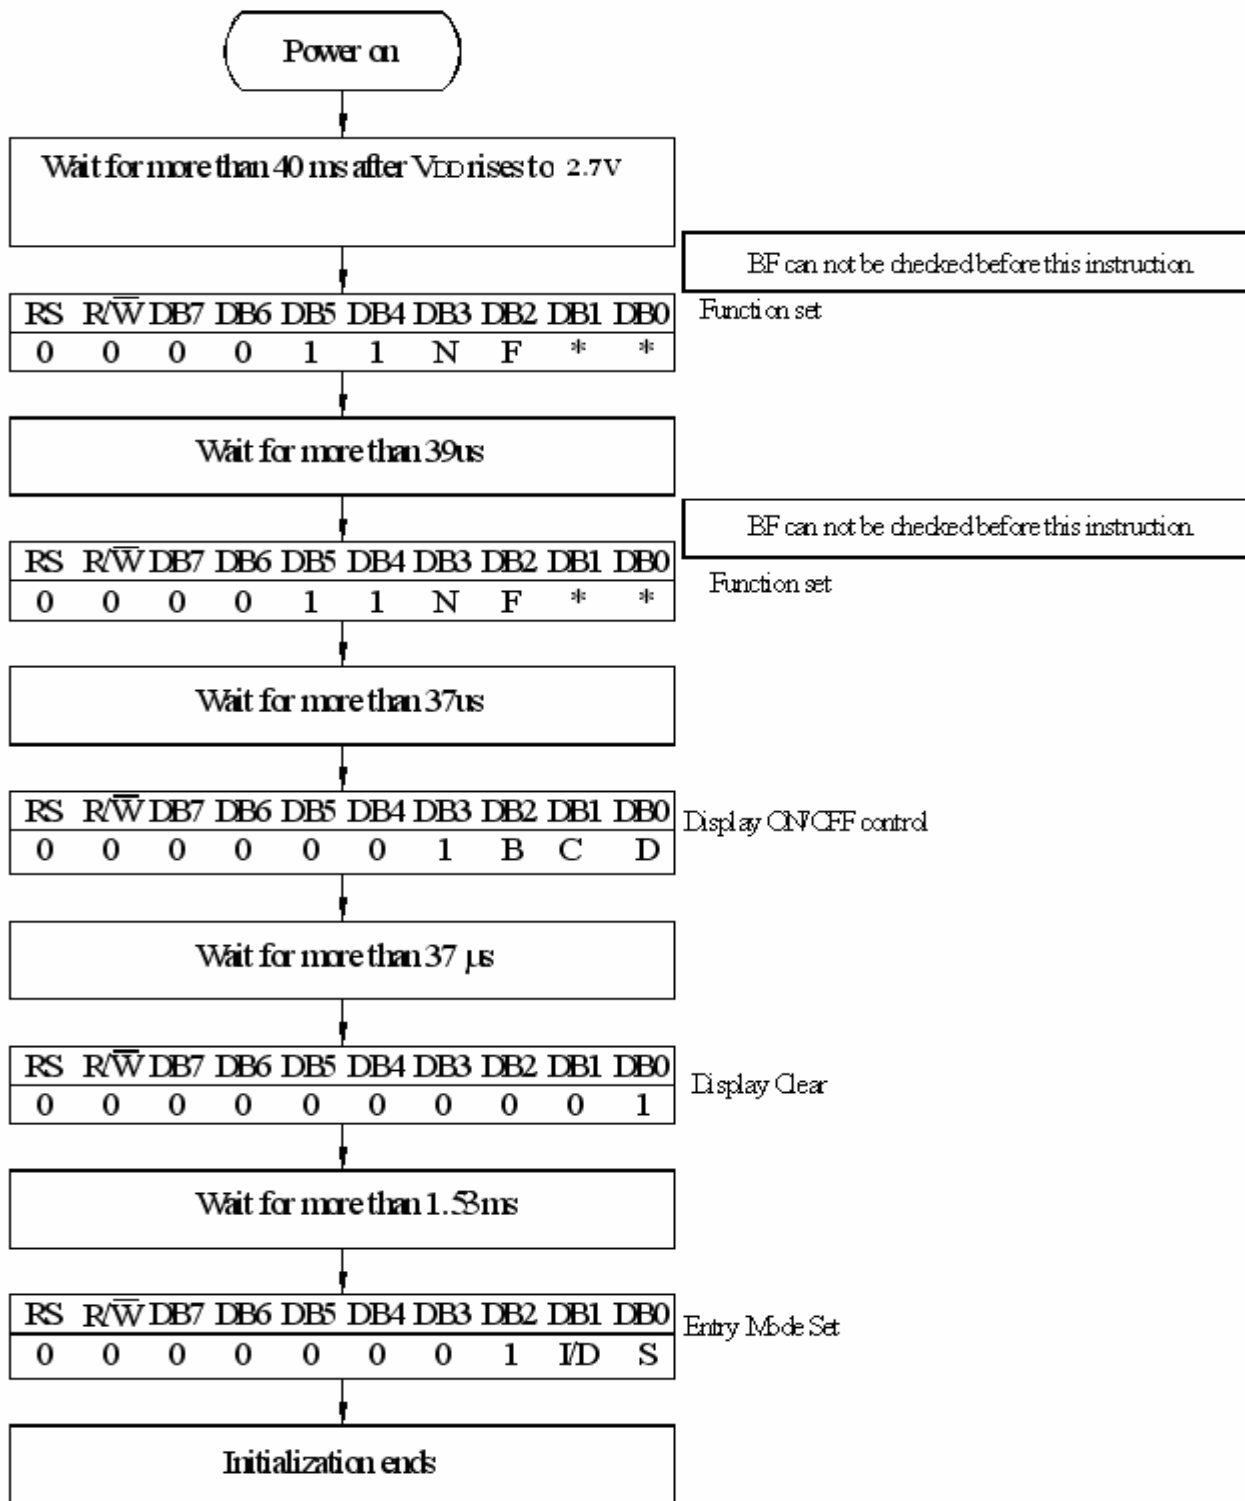 Power on
Wait for more than 40 ms after VDD rises to 2.7V
BF can not be checked before this instruction.
RS R/W̅ DB7 DB6 DB5 DB4 DB3 DB2 DB1 DB0
Function set
0 0 0 0 1 1 N F * *
Wait for more than 39us
BF can not be checked before this instruction.
RS R/W̅ DB7 DB6 DB5 DB4 DB3 DB2 DB1 DB0
Function set
0 0 0 0 1 1 N F * *
Wait for more than 37us
RS R/W̅ DB7 DB6 DB5 DB4 DB3 DB2 DB1 DB0
Display ON/OFF control
0 0 0 0 0 0 1 B C D
Wait for more than 37 μs
RS R/W̅ DB7 DB6 DB5 DB4 DB3 DB2 DB1 DB0
Display Clear
0 0 0 0 0 0 0 0 0 1
Wait for more than 1.53ms
RS R/W̅ DB7 DB6 DB5 DB4 DB3 DB2 DB1 DB0
Entry Mode Set
0 0 0 0 0 0 0 1 I/D S
Initialization ends